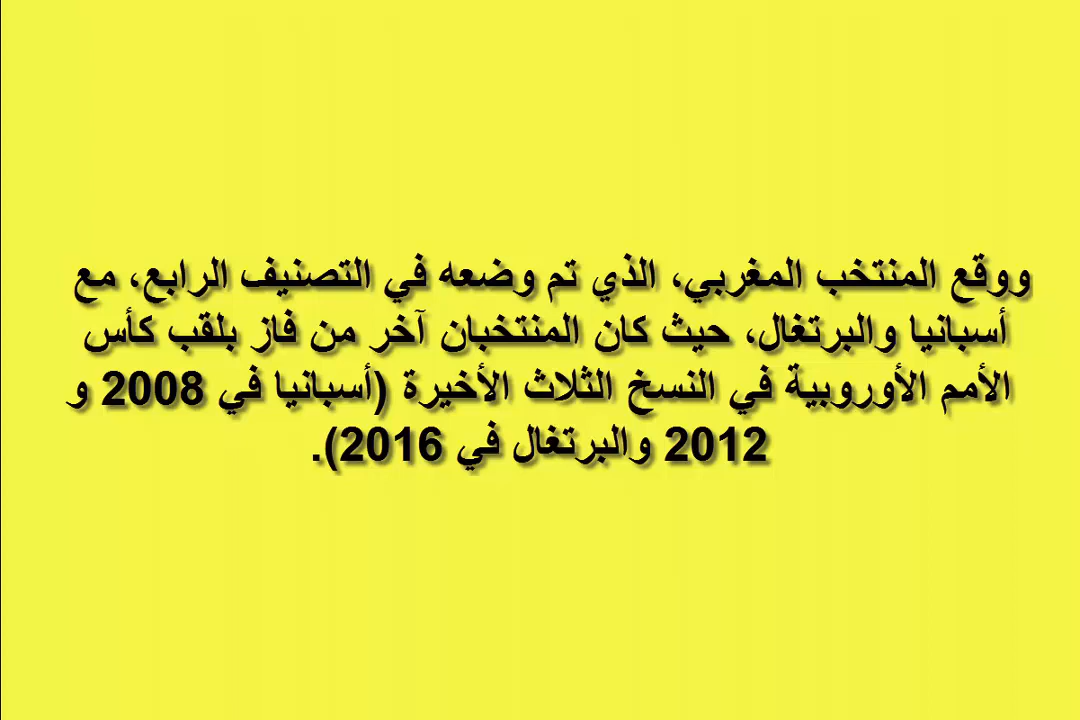 ووقع المنتخب المغربي، الذي تم وضعه في التصنيف الرابع، مع
أسبانيا والبرتغال، حيث كان المنتخبان آخر من فاز بلقب كأس
الأمم الأوروبية في النسخ الثلاث الأخيرة (أسبانيا في 2008 و
2012 والبرتغال في 2016).